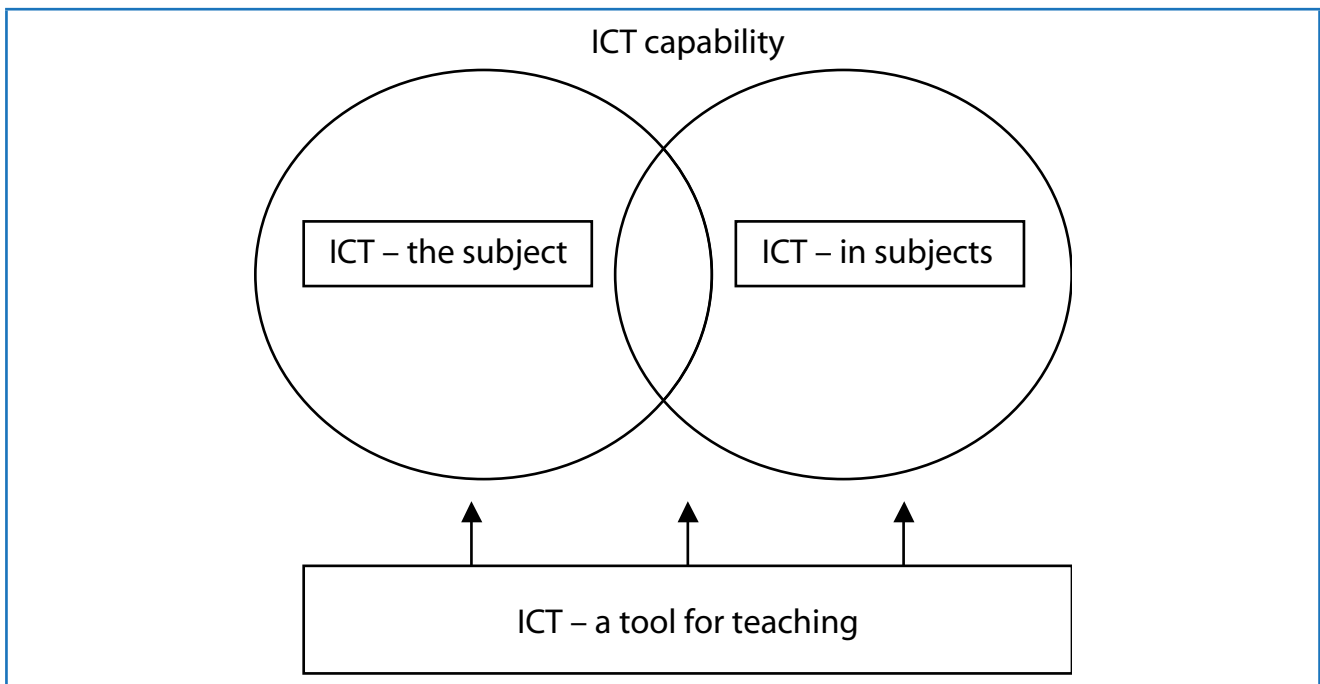 ICT capability
ICT – the subject
ICT – in subjects
ICT – a tool for teaching